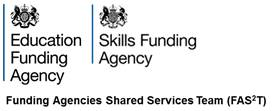 Education
Funding
Agency
Skills Funding
Agency
Funding Agencies Shared Services Team (FAS²T)